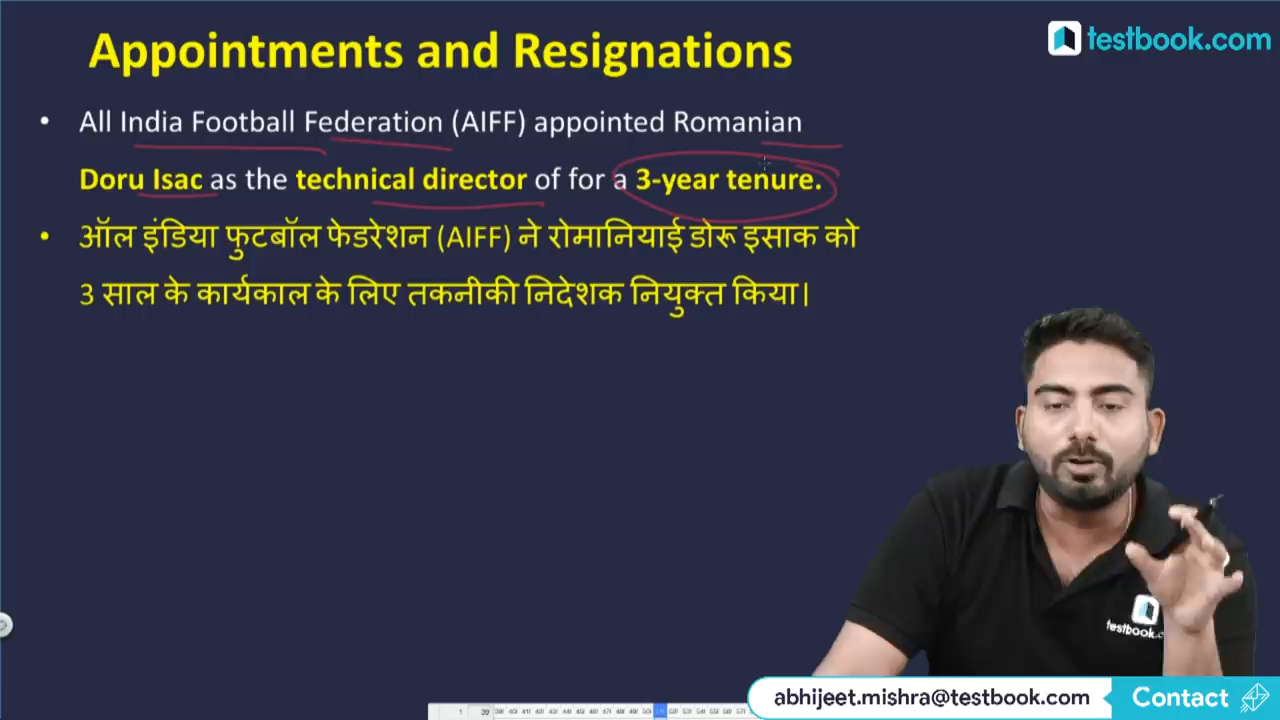 Appointments and Resignations
testbook.com
• All India Football Federation (AIFF) appointed Romanian
Doru Isac as the technical director of for a 3-year tenure.
• ऑल इंडिया फुटबॉल फेडरेशन (AIFF) ने रोमानियाई डोरू इसाक को
3 साल के कार्यकाल के लिए तकनीकी निदेशक नियुक्त किया।
testbook.c
abhijeet.mishra@testbook.com Contact
1 39